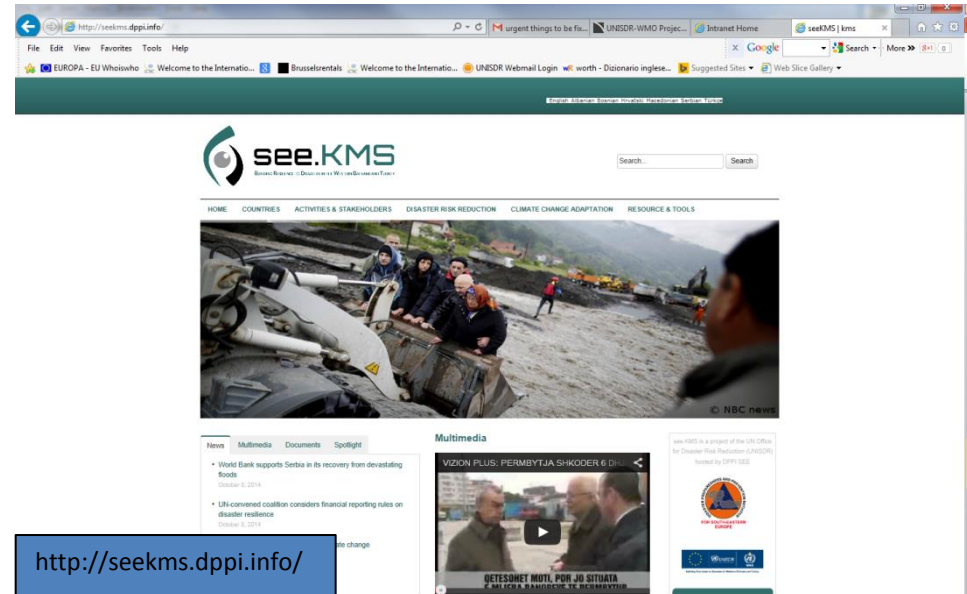 http://seekms.dppi.info/
M urgent things to be fix... UNISDR-WMO Projec... Intranet Home seeKMS | kms
File Edit View Favorites Tools Help
x Google Search More »
EUROPA - EU Whoiswho Welcome to the Internatio... Brusselsrentals Welcome to the Internatio... UNISDR Webmail Login worth - Dizionario inglese... Suggested Sites Web Slice Gallery
English Albanian Bosnian Hrvatski Macedonian Serbian Türkçe
see.KMS
Search...
Search
HOME COUNTRIES ACTIVITIES & STAKEHOLDERS DISASTER RISK REDUCTION CLIMATE CHANGE ADAPTATION RESOURCE & TOOLS
© NBC news
News Multimedia Documents Spotlight
• World Bank supports Serbia in its recovery from devastating
floods
October 8, 2014
• UN-convened coalition considers financial reporting rules on
disaster resilience
October 8, 2014
ate change
Multimedia
VIZION PLUS: PERMBYTJA SHKODER 6 DHJ
QETESOHET MOTI, POR JO SITUATA
see-KMS is a project of the UN Office
for Disaster Risk Reduction (UNISDR)
hosted by DPPI SEE
FOR SOUTH-EASTERN
EUROPE
http://seekms.dppi.info/